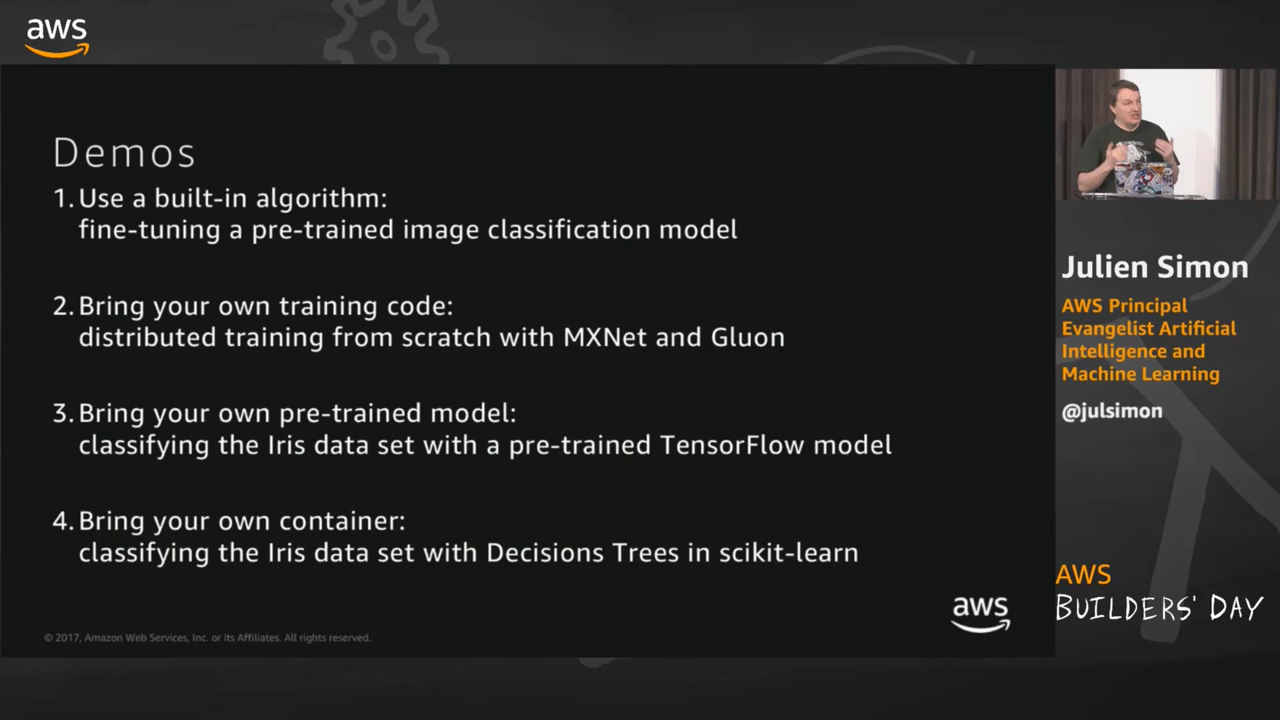 aws
Demos
1. Use a built-in algorithm:
fine-tuning a pre-trained image classification model
2. Bring your own training code:
distributed training from scratch with MXNet and Gluon
3. Bring your own pre-trained model:
classifying the Iris data set with a pre-trained TensorFlow model
4. Bring your own container:
classifying the Iris data set with Decisions Trees in scikit-learn
© 2017, Amazon Web Services, Inc. or its Affiliates. All rights reserved.
aws
Julien Simon
AWS Principal
Evangelist Artificial
Intelligence and
Machine Learning
@julsimon
AWS
BUILDERS' DAY